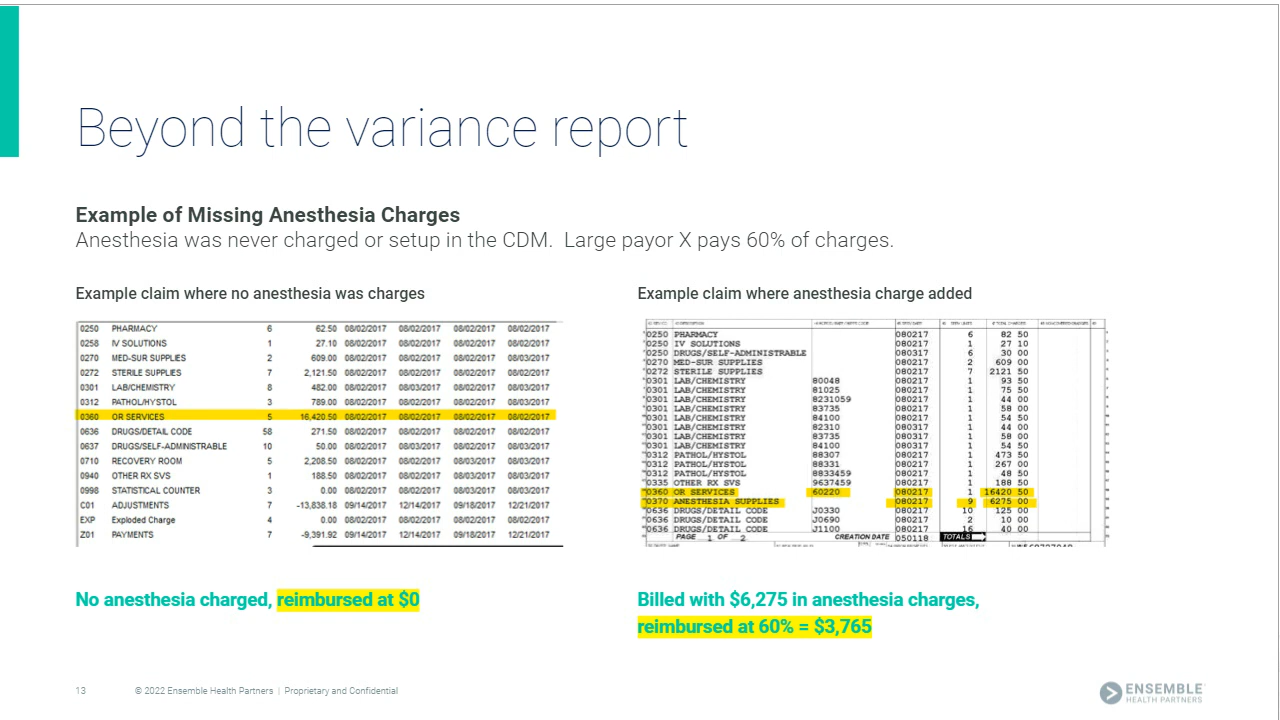 Beyond the variance report
Example of Missing Anesthesia Charges
Anesthesia was never charged or setup in the CDM.  Large payor X pays 60% of charges.
Example claim where no anesthesia was charges
0250 PHARMACY 6 62.50 08/02/2017 08/02/2017 08/02/2017 08/02/2017
0258 IV SOLUTIONS 1 27.10 08/02/2017 08/02/2017 08/02/2017 08/02/2017
0270 MED-SUR SUPPLIES 2 609.00 08/02/2017 08/02/2017 08/02/2017 08/03/2017
0272 STERILE SUPPLIES 7 2,121.50 08/02/2017 08/02/2017 08/02/2017 08/03/2017
0301 LAB/CHEMISTRY 8 482.00 08/02/2017 08/03/2017 08/02/2017 08/03/2017
0312 PATHOL/HYSTOL 3 789.00 08/02/2017 08/02/2017 08/03/2017 08/03/2017
0360 OR SERVICES 5 16,420.50 08/02/2017 08/02/2017 08/02/2017 08/02/2017
0636 DRUGS/DETAIL CODE 58 271.50 08/02/2017 08/02/2017 08/02/2017 08/02/2017
0637 DRUGS/SELF-ADMINISTRABLE 10 50.00 08/02/2017 08/02/2017 08/02/2017 08/03/2017
0710 RECOVERY ROOM 5 2,208.50 08/02/2017 08/02/2017 08/03/2017 08/03/2017
0940 OTHER RX SVS 1 188.50 08/02/2017 08/02/2017 08/03/2017 08/03/2017
0998 STATISTICAL COUNTER 3 0.00 08/02/2017 08/02/2017 08/03/2017 08/03/2017
C01 ADJUSTMENTS 7 -13,838.18 09/14/2017 12/14/2017 09/18/2017 12/21/2017
EXP Exploded Charge 4 0.00 08/02/2017 08/02/2017 08/02/2017 08/02/2017
Z01 PAYMENTS 7 -9,391.92 09/14/2017 12/14/2017 09/18/2017 12/21/2017
No anesthesia charged, reimbursed at $0
Example claim where anesthesia charge added
0250 PHARMACY 080217 6 82 50
0250 IV SOLUTIONS 080217 1 27 10
0250 DRUGS/SELF-ADMINISTRABLE 080317 6 30 00
0270 MED-SUR SUPPLIES 080217 2 609 00
0272 STERILE SUPPLIES 080217 7 2121 50
0301 LAB/CHEMISTRY 80048 080217 1 93 50
0301 LAB/CHEMISTRY 81025 080217 1 75 50
0301 LAB/CHEMISTRY 8231059 080217 1 44 00
0301 LAB/CHEMISTRY 83735 080217 1 58 00
0301 LAB/CHEMISTRY 84100 080217 1 54 50
0301 LAB/CHEMISTRY 82310 080317 1 44 00
0301 LAB/CHEMISTRY 83735 080317 1 58 00
0301 LAB/CHEMISTRY 84100 080317 1 54 50
0312 PATHOL/HYSTOL 88307 080217 1 473 50
0312 PATHOL/HYSTOL 88331 080217 1 267 00
0312 PATHOL/HYSTOL 8833459 080217 1 48 50
0335 OTHER RX SVS 9637459 080217 1 188 50
0360 OR SERVICES 60220 080217 1 16420 50
0370 ANESTHESIA SUPPLIES 080217 9 6275 00
0636 DRUGS/DETAIL CODE J0330 080217 10 125 00
0636 DRUGS/DETAIL CODE J0690 080217 2 10 00
0636 DRUGS/DETAIL CODE J1100 080217 16 40 00
PAGE 1 OF 2 CREATION DATE 050118 TOTALS
Billed with $6,275 in anesthesia charges,
reimbursed at 60% = $3,765
13 © 2022 Ensemble Health Partners | Proprietary and Confidential
ENSEMBLE
HEALTH PARTNERS